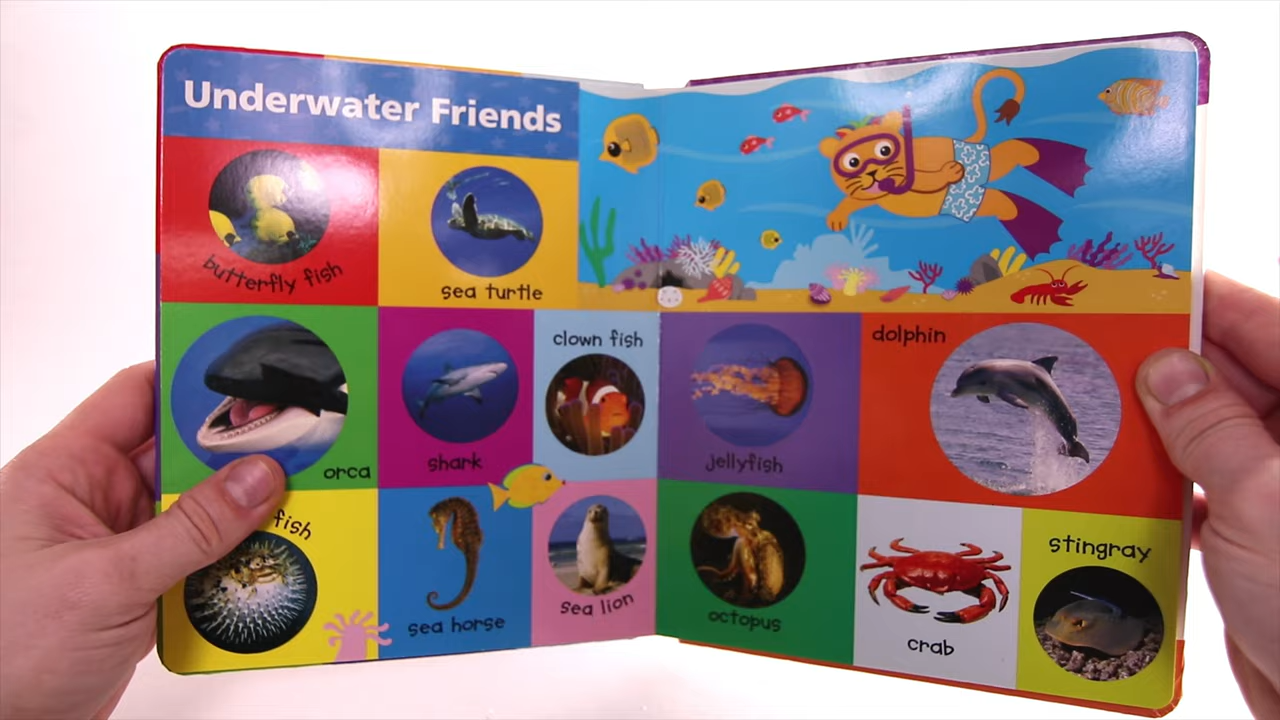 Underwater Friends
butterfly fish
sea turtle
orca
shark
clown fish
jellyfish
dolphin
fish
sea horse
sea lion
octopus
crab
stingray